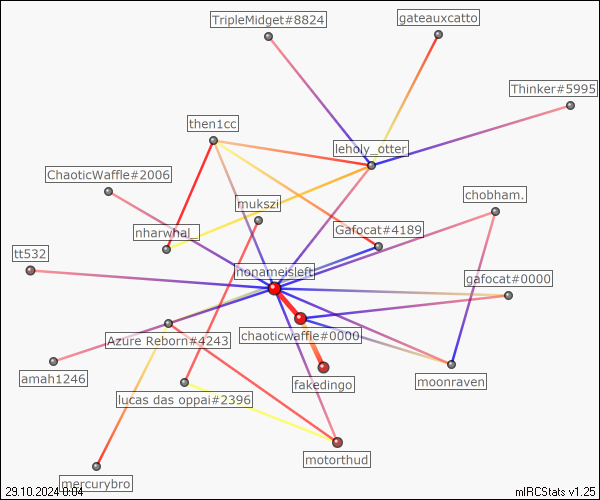 TripleMidget#8824
gateauxcatto
Thinker#5995
then1cc
leholy_otter
ChaoticWaffle#2006
chobham.
mukszi
nharwhal_
Gafocat#4189
tt532
nonameisleft
gafocat#0000
Azure Reborn#4243
chaoticwaffle#0000
amah1246
fakedingo
moonraven
lucas das oppai#2396
motorthud
mercurybro
29.10.2024 0:04
mIRCStats v1.25